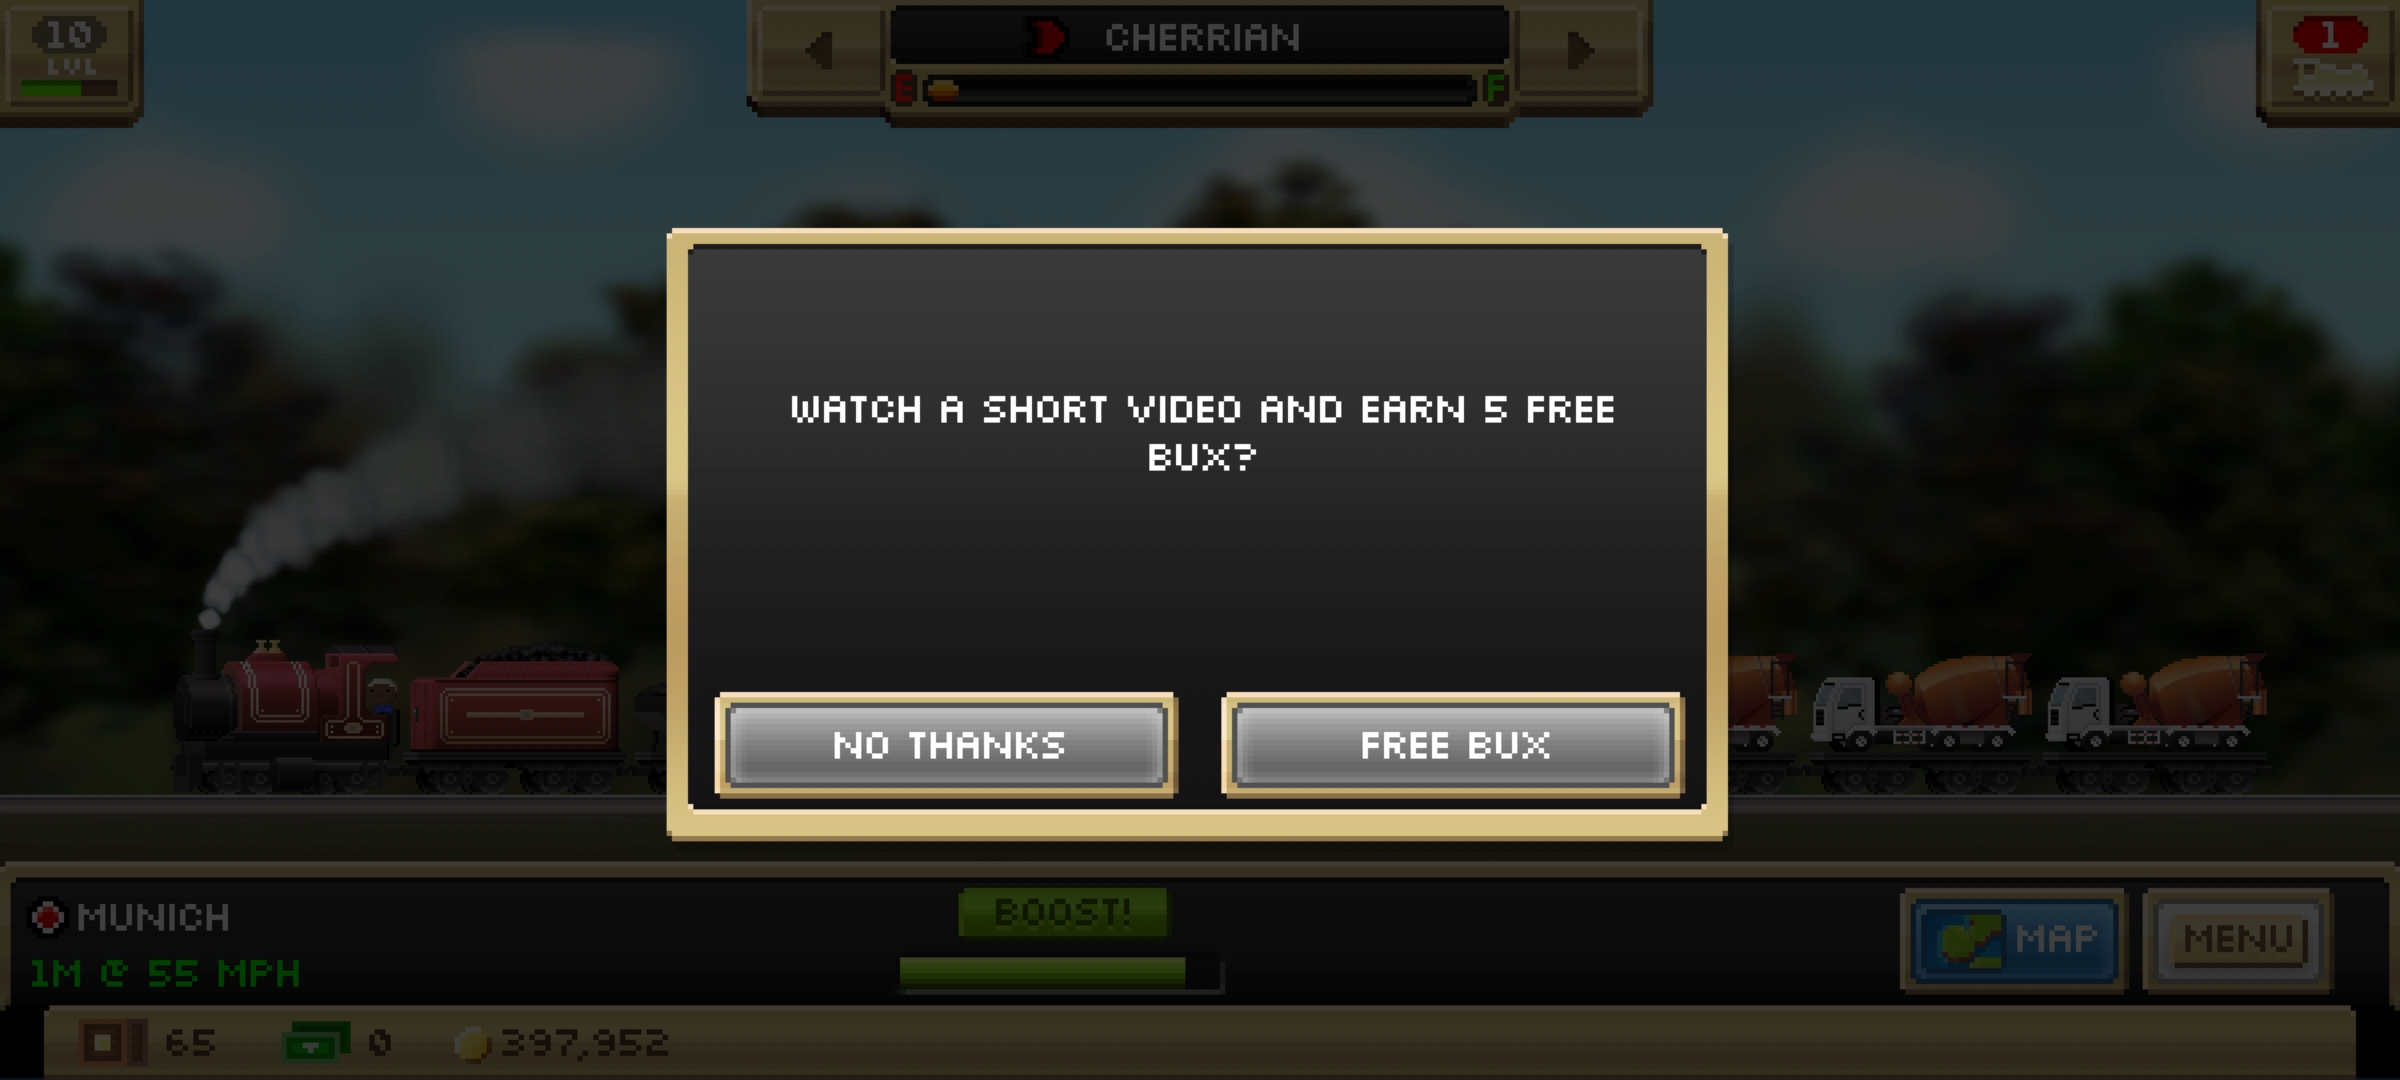 10
LVL
CHERRIAN
E F
1
WATCH A SHORT VIDEO AND EARN 5 FREE
BUX?
NO THANKS
FREE BUX
MUNICH
1M @ 55 MPH
BOOST!
MAP
MENU
65
0
397,952